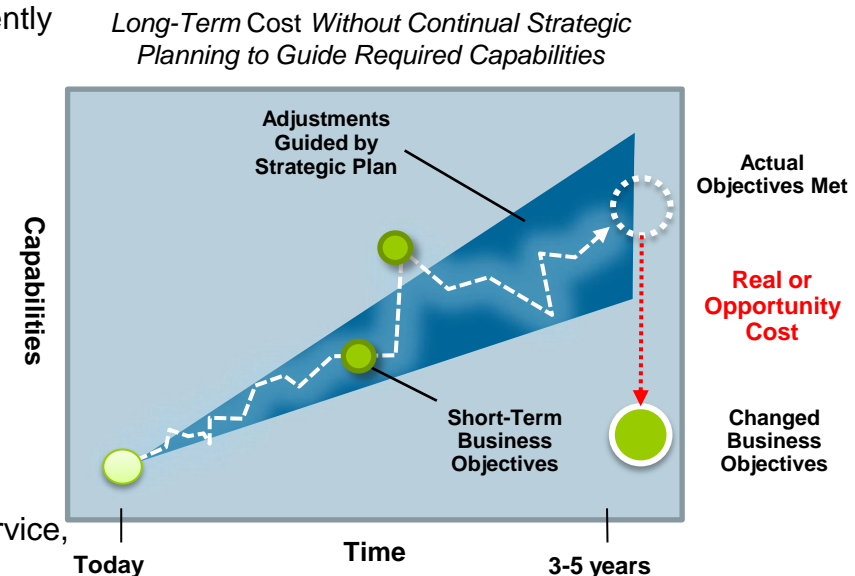 ently
Long-Term Cost Without Continual Strategic
Planning to Guide Required Capabilities
Adjustments
Guided by
Strategic Plan
Actual
Objectives Met
Capabilities
Real or
Opportunity
Cost
Short-Term
Business
Objectives
Changed
Business
Objectives
rvice,
Today
Time
3-5 years